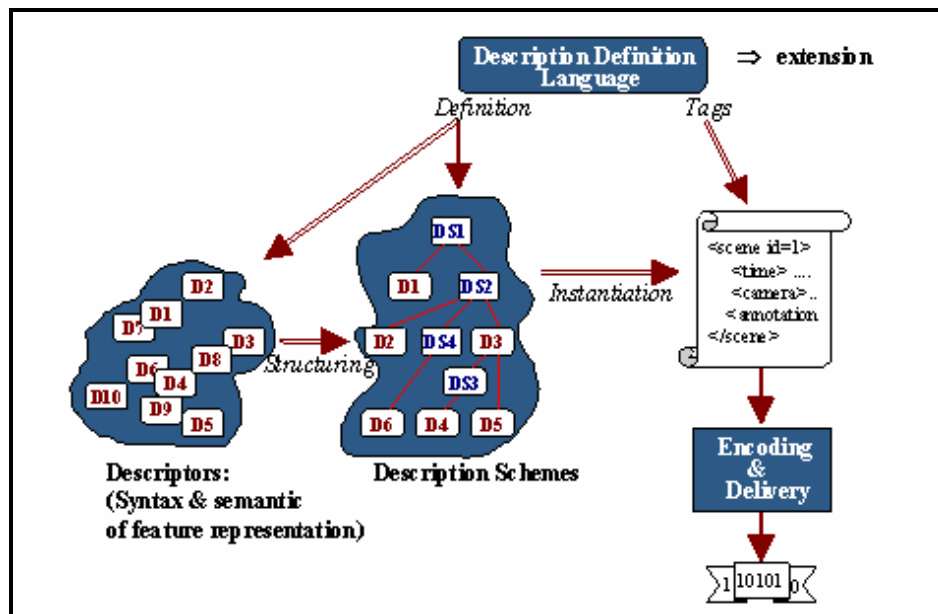 Description Definition
Language
⇒ extension
Definition
Tags
DS1
D1
DS2
D2
DS4
D3
DS3
D6
D4
D5
D2
D1
D7
D3
D8
D6
D4
D10
D9
D5
Structuring
Instantiation
<scene id=1>
<time> ....
<camera>..
<annotation
</scene>
Descriptors:
(Syntax & semantic
of feature representation)
Description Schemes
Encoding
&
Delivery
1 10101 0